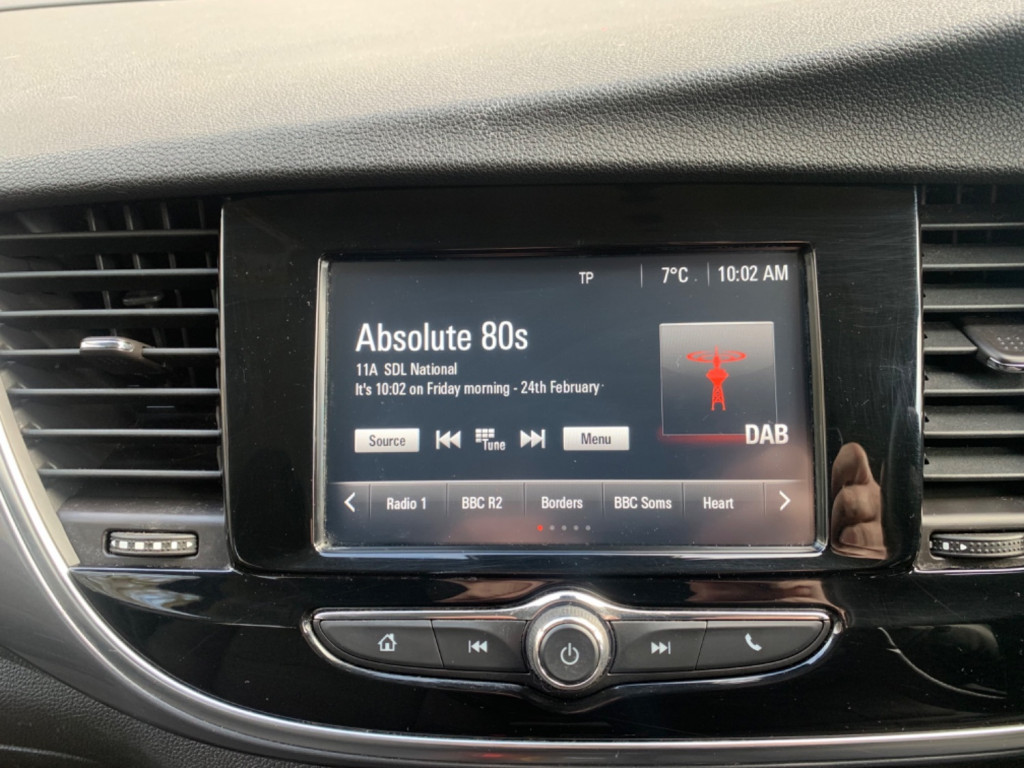 TP 7°C 10:02 AM
Absolute 80s
11A SDL National
It's 10:02 on Friday morning - 24th February
Source Tune Menu
DAB
Radio 1 BBC R2 Borders BBC Soms Heart